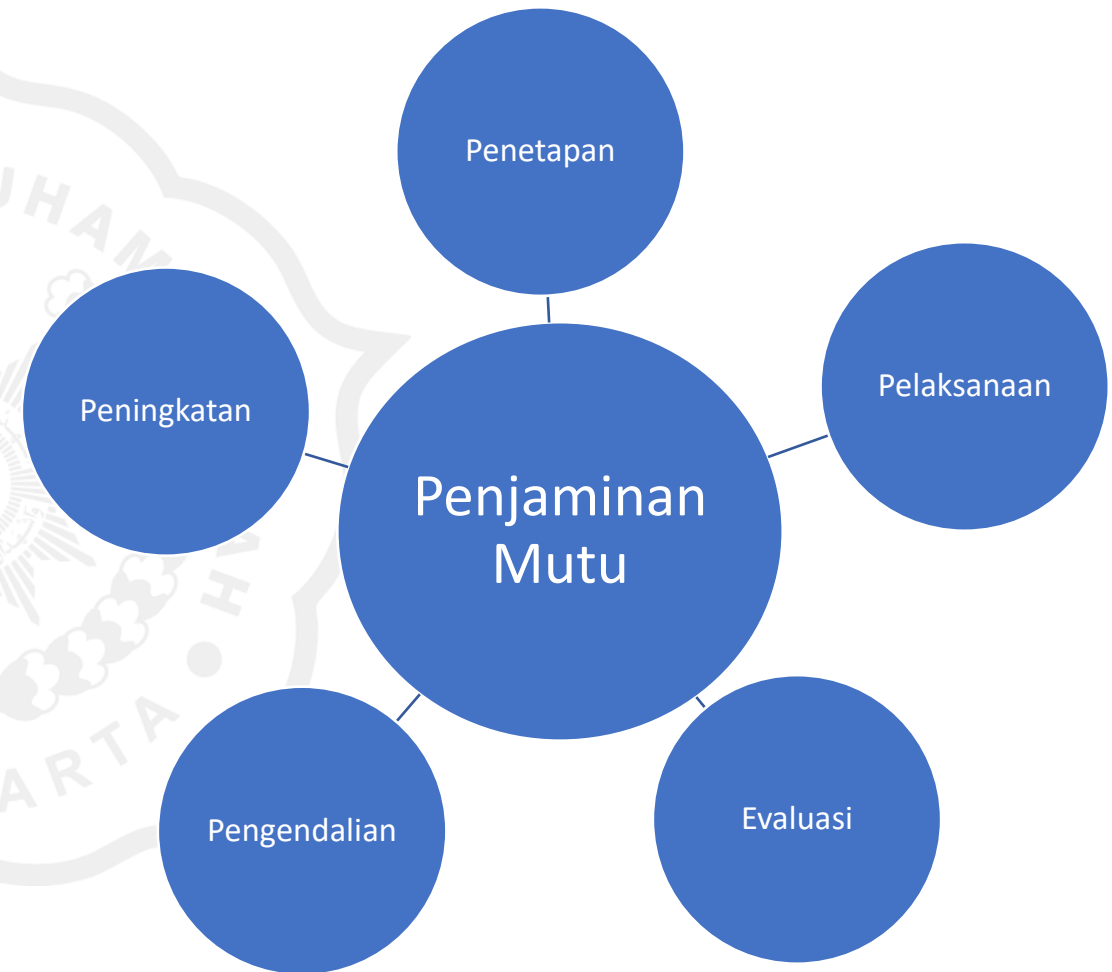 Penetapan
Pelaksanaan
Peningkatan
Penjaminan
Mutu
Evaluasi
Pengendalian